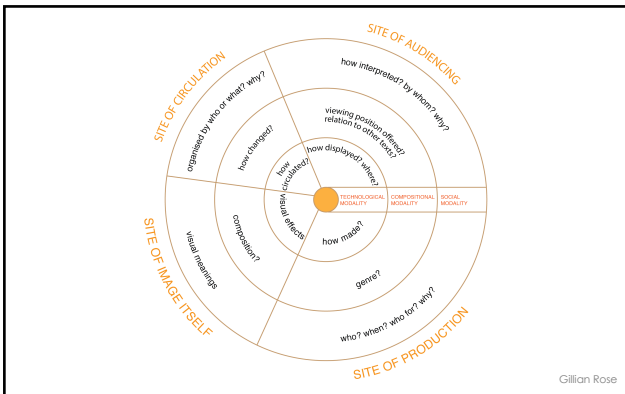 SITE OF AUDIENCING
how interpreted? by whom? why?
viewing position offered?
relation to other texts?
how displayed? where?
SITE OF CIRCULATION
organised by who or what? why?
how changed?
how
circulated?
TECHNOLOGICAL
MODALITY
COMPOSITIONAL
MODALITY
SOCIAL
MODALITY
SITE OF IMAGE ITSELF
visual meanings
composition?
visual effects
how made?
genre?
who? when? who for? why?
SITE OF PRODUCTION
Gillian Rose